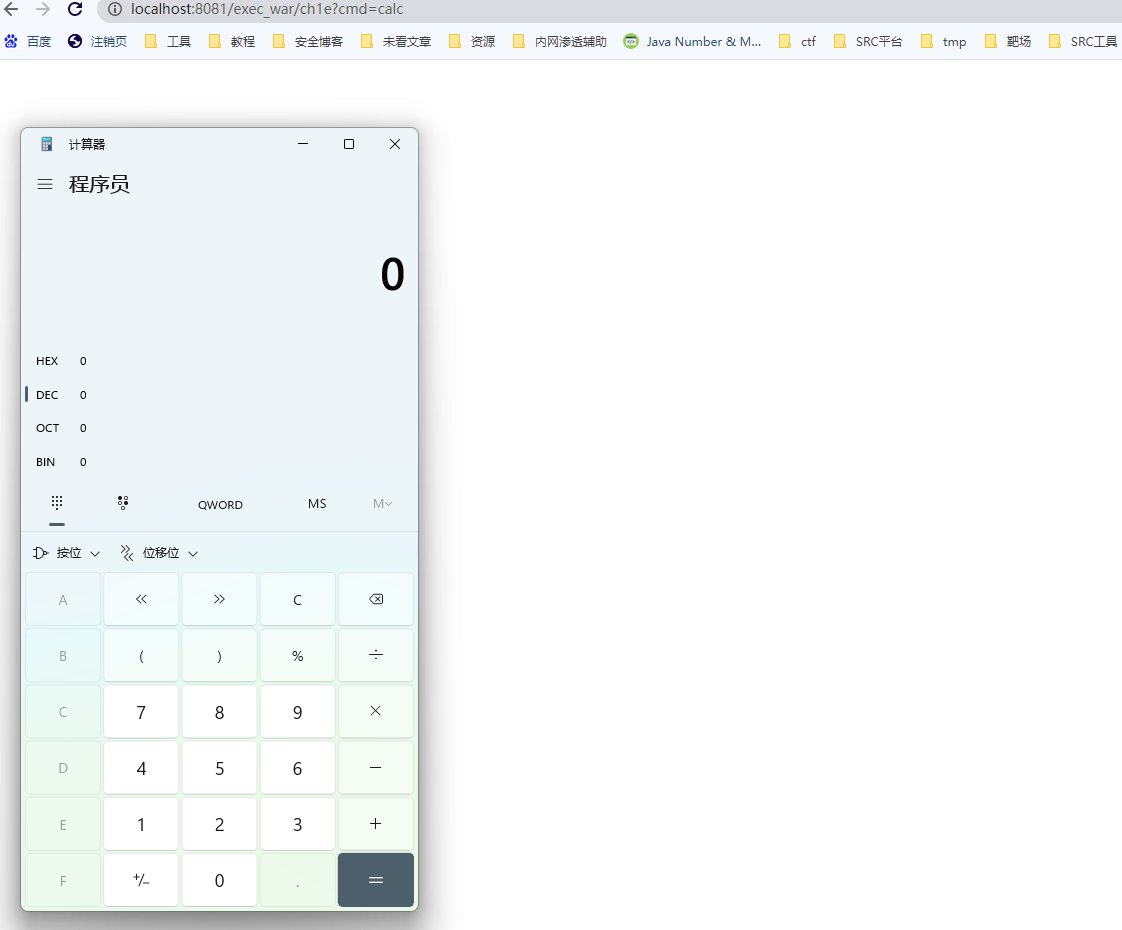 localhost:8081/exec_war/ch1e?cmd=calc
百度 注销页 工具 教程 安全博客 未看文章 资源 内网渗透辅助 Java Number & M... ctf SRC平台 tmp 靶场 SRC工具
计算器
程序员
0
HEX 0
DEC 0
OCT 0
BIN 0
QWORD MS M
按位 位移位
A « » C
B ( ) % ÷
C 7 8 9 ×
D 4 5 6 −
E 1 2 3 +
F +/− 0 . =